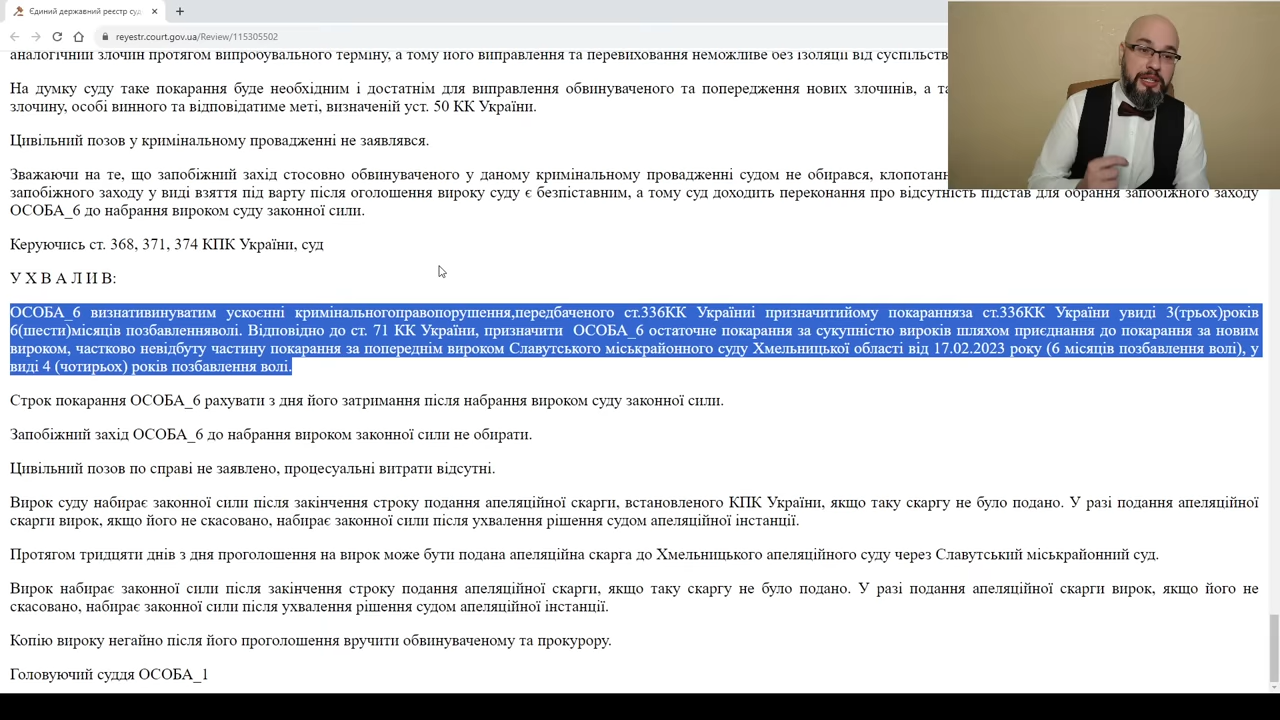 Єдиний державний реєстр суд
reyestr.court.gov.ua/Review/115305502
аналогічний злочин протягом випробувального терміну, а тому його виправлення та перевиховання неможливе без ізоляції від суспільств
На думку суду таке покарання буде необхідним і достатнім для виправлення обвинуваченого та попередження нових злочинів, а та
злочину, особі винного та відповідатиме меті, визначеній уст. 50 КК України.
Цивільний позов у кримінальному провадженні не заявлявся.
Зважаючи на те, що запобіжний захід стосовно обвинуваченого у даному кримінальному провадженні судом не обирався, клопотан
запобіжного заходу у виді взяття під варту після оголошення вироку суду є безпіставним, а тому суд доходить переконання про відсутність підстав для обрання запобіжного заходу
ОСОБА_6 до набрання вироком суду законної сили.
Керуючись ст. 368, 371, 374 КПК України, суд
У Х В А Л И В:
ОСОБА_6 визнативинуватим ускоєнні кримінальногоправопорушення,передбаченого ст.336КК Україниі призначитийому покаранняза ст.336КК України увиді 3(трьох)років
6(шести)місяців позбавленняволі. Відповідно до ст. 71 КК України, призначити ОСОБА_6 остаточне покарання за сукупністю вироків шляхом приєднання до покарання за новим
вироком, частково невідбуту частину покарання за попереднім вироком Славутського міськрайонного суду Хмельницької області від 17.02.2023 року (6 місяців позбавлення волі), у
виді 4 (чотирьох) років позбавлення волі.
Строк покарання ОСОБА_6 рахувати з дня його затримання після набрання вироком суду законної сили.
Запобіжний захід ОСОБА_6 до набрання вироком законної сили не обирати.
Цивільний позов по справі не заявлено, процесуальні витрати відсутні.
Вирок суду набирає законної сили після закінчення строку подання апеляційної скарги, встановленого КПК України, якщо таку скаргу не було подано. У разі подання апеляційної
скарги вирок, якщо його не скасовано, набирає законної сили після ухвалення рішення судом апеляційної інстанції.
Протягом тридцяти днів з дня проголошення на вирок може бути подана апеляційна скарга до Хмельницького апеляційного суду через Славутський міськрайонний суд.
Вирок набирає законної сили після закінчення строку подання апеляційної скарги, якщо таку скаргу не було подано. У разі подання апеляційної скарги вирок, якщо його не
скасовано, набирає законної сили після ухвалення рішення судом апеляційної інстанції.
Копію вироку негайно після його проголошення вручити обвинуваченому та прокурору.
Головуючий суддя ОСОБА_1